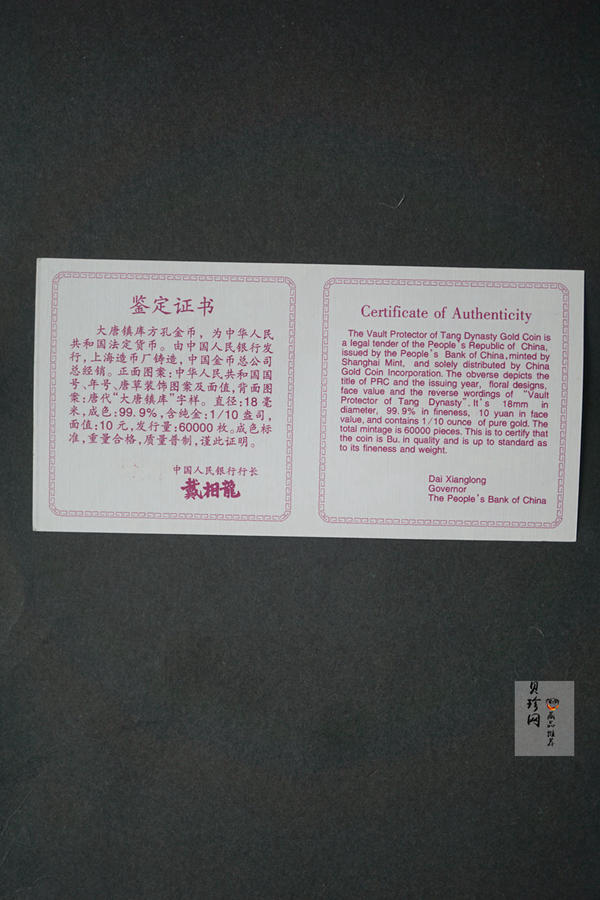 鉴定证书
大唐镇库方孔金币，为中华人民
共和国法定货币。由中国人民银行发
行，上海造币厂铸造，中国金币总公司
总经销。正面图案：中华人民共和国国
号、年号、唐草装饰图案及面值，背面图
案：唐代“大唐镇库”字样。直径：18毫
米，成色：99.9%，含纯金：1/10盎司，
面值：10元，发行量：60000枚。成色标
准，重量合格，质量普制，谨此证明。
中国人民银行行长
戴相龍
Certificate of Authenticity
The Vault Protector of Tang Dynasty Gold Coin is
a legal tender of the People's Republic of China,
issued by the People's Bank of China, minted by
Shanghai Mint, and solely distributed by China
Gold Coin Incorporation. The obverse depicts the
title of PRC and the issuing year, floral designs,
face value and the reverse wordings of "Vault
Protector of Tang Dynasty". It's 18mm in
diameter, 99.9% in fineness, 10 yuan in face
value, and contains 1/10 ounce of pure gold. The
total mintage is 60000 pieces. This is to certify that
the coin is Bu. in quality and is up to standard as
to its fineness and weight.
Dai Xianglong
Governor
The People's Bank of China
贝珍网
藏品推荐